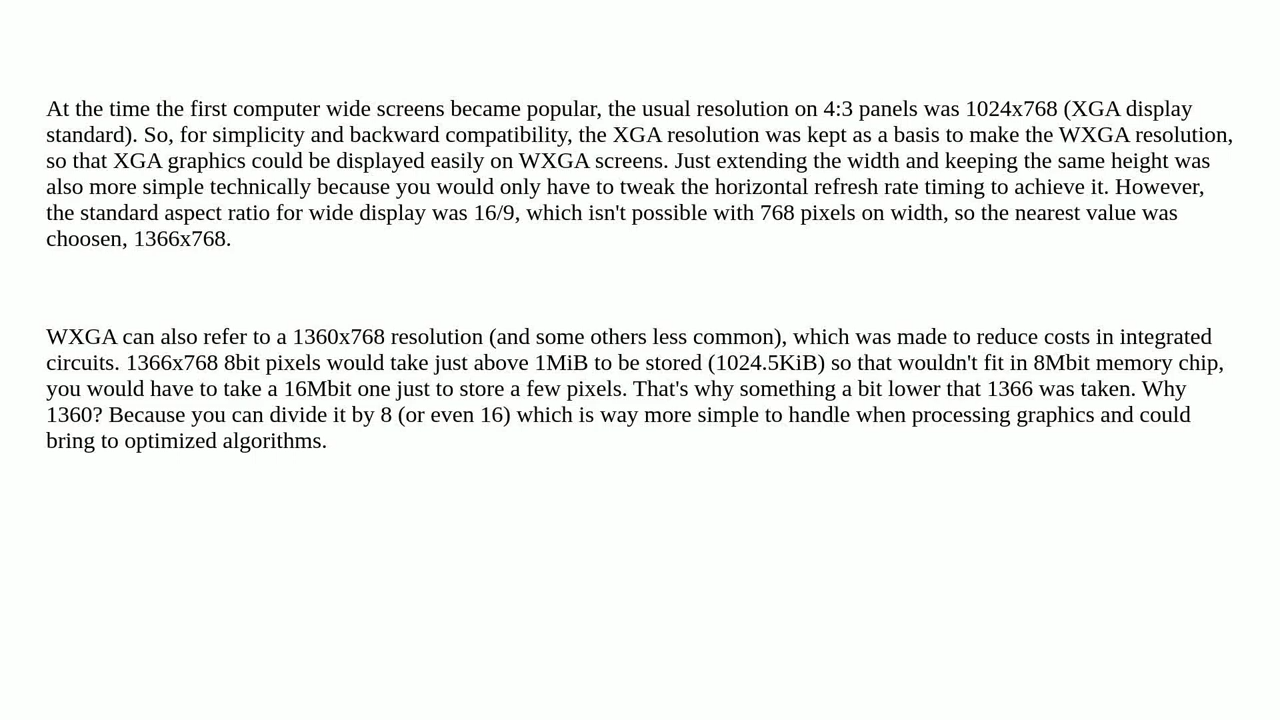 At the time the first computer wide screens became popular, the usual resolution on 4:3 panels was 1024x768 (XGA display
standard). So, for simplicity and backward compatibility, the XGA resolution was kept as a basis to make the WXGA resolution,
so that XGA graphics could be displayed easily on WXGA screens. Just extending the width and keeping the same height was
also more simple technically because you would only have to tweak the horizontal refresh rate timing to achieve it. However,
the standard aspect ratio for wide display was 16/9, which isn't possible with 768 pixels on width, so the nearest value was
choosen, 1366x768.
WXGA can also refer to a 1360x768 resolution (and some others less common), which was made to reduce costs in integrated
circuits. 1366x768 8bit pixels would take just above 1MiB to be stored (1024.5KiB) so that wouldn't fit in 8Mbit memory chip,
you would have to take a 16Mbit one just to store a few pixels. That's why something a bit lower that 1366 was taken. Why
1360? Because you can divide it by 8 (or even 16) which is way more simple to handle when processing graphics and could
bring to optimized algorithms.